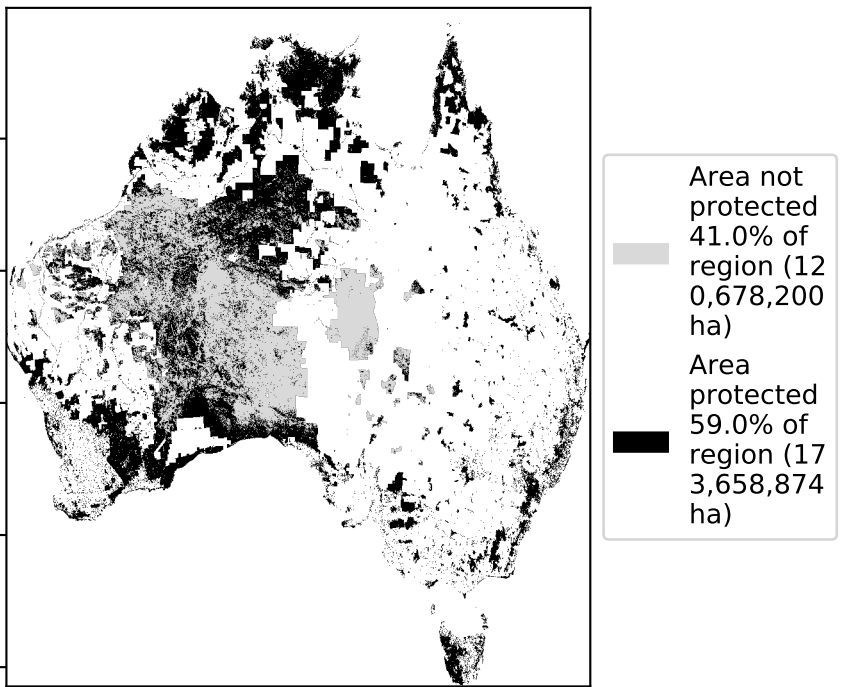 Area not
protected
41.0% of
region (12
0,678,200
ha)
Area
protected
59.0% of
region (17
3,658,874
ha)